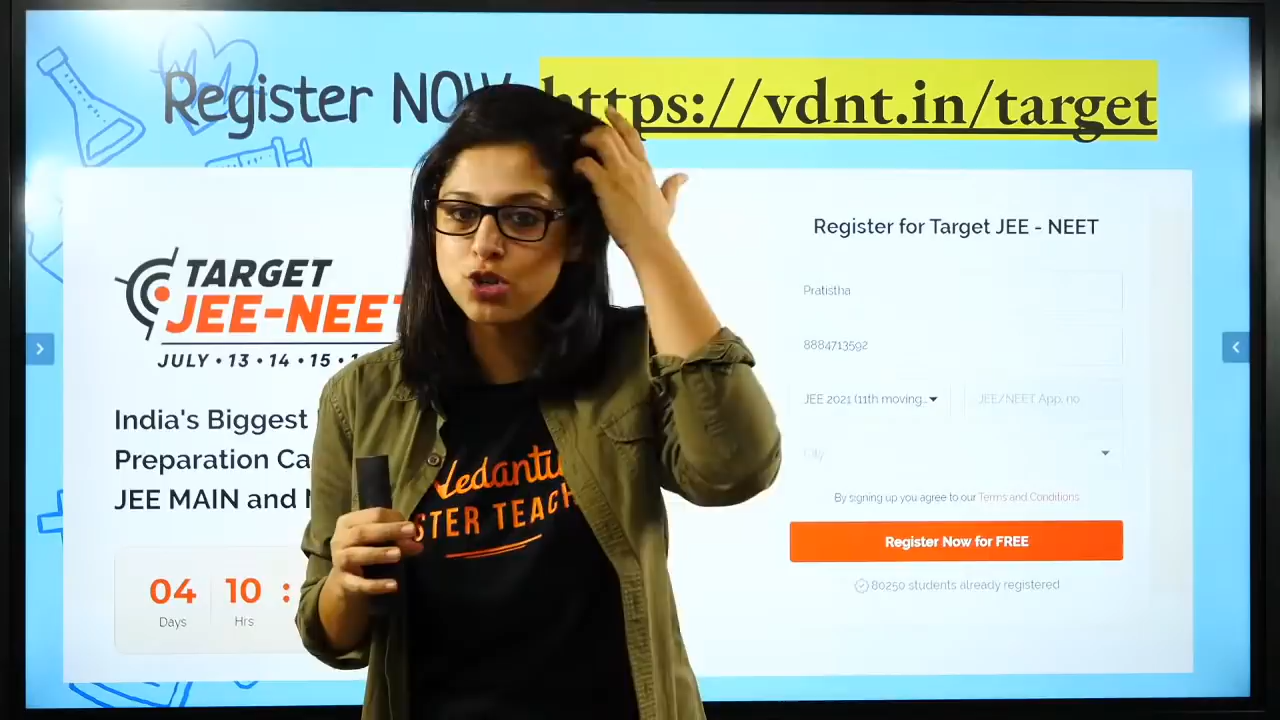 Register NOW https://vdnt.in/target
TARGET
JEE-NEET
JULY • 13 • 14 • 15 •
India's Biggest
Preparation
JEE MAIN and
04 10 :
Days Hrs
Register for Target JEE - NEET
Pratistha
8884713592
JEE 2021 (11th moving... JEE/NEET App. no.
City
By signing up you agree to our Terms and Conditions.
Register Now for FREE
80250 students already registered
Vedantu
STER TEACH